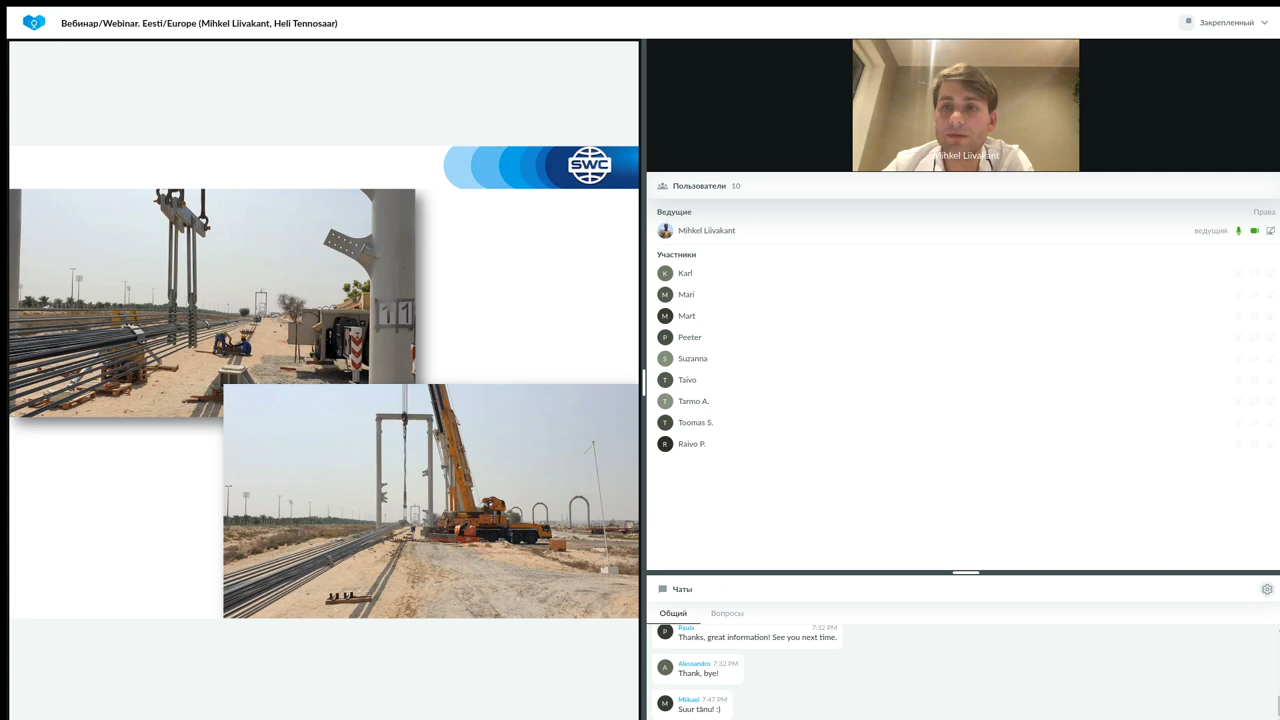 Вебинар/Webinar. Eesti/Europe (Mihkel Liivakant, Heli Tennosaar)
Закрепленный
SWC
11
Mihkel Liivakant
Пользователи 10
Ведущие Права
Mihkel Liivakant ведущий
Участники
K Karl
M Mari
M Mart
P Peeter
S Suzanna
T Taivo
T Tarmo A.
T Toomas S.
R Raivo P.
Чаты
Общий Вопросы
P Paula 7:32 PM
Thanks, great information! See you next time.
A Alessandro 7:32 PM
Thank, bye!
M Miikael 7:47 PM
Suur tänu! :)